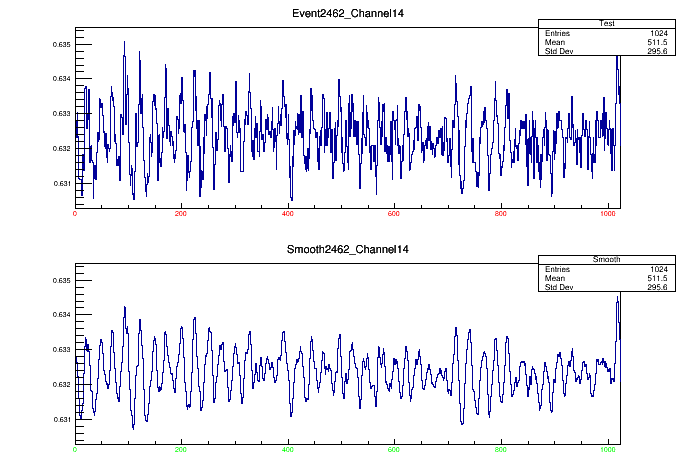 Event2462_Channel14
Test
Entries 1024
Mean 511.5
Std Dev 295.6
0.635
0.634
0.633
0.632
0.631
0 200 400 600 800 1000
Smooth2462_Channel14
Smooth
Entries 1024
Mean 511.5
Std Dev 295.6
0.635
0.634
0.633
0.632
0.631
0 200 400 600 800 1000